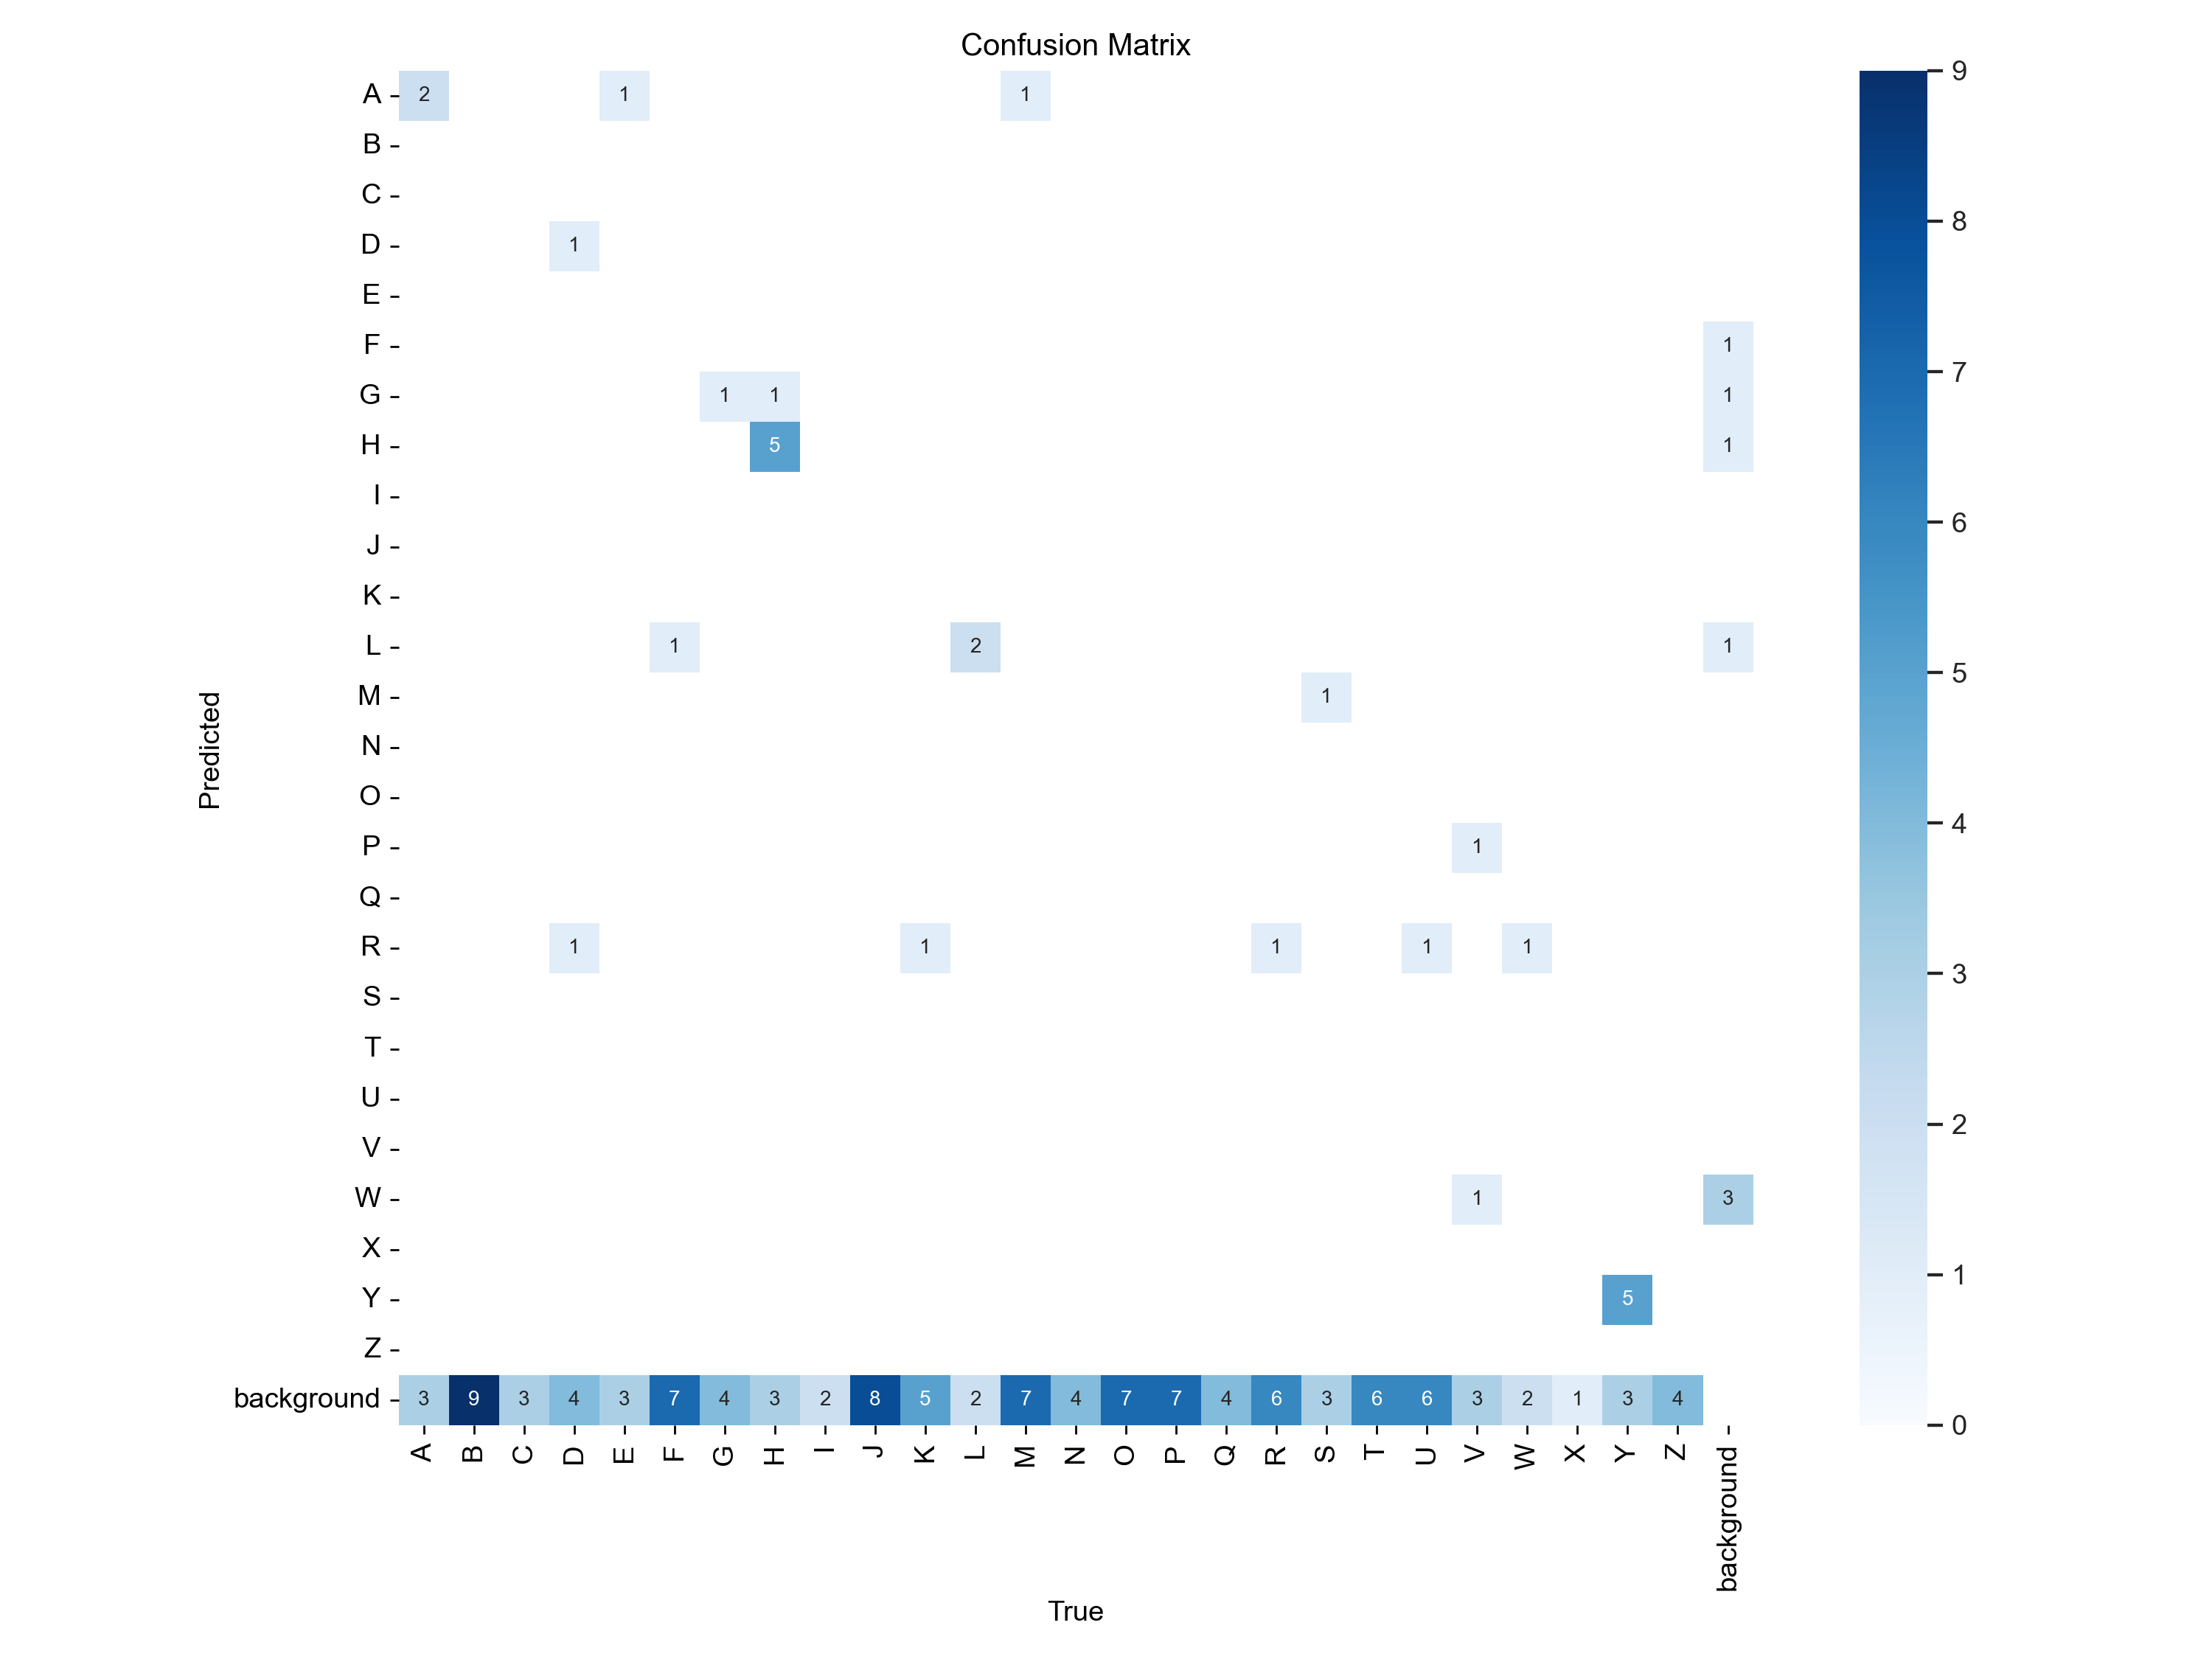 Confusion Matrix
A 2 1 1
B
C
D 1
E
F 1
G 1 1 1
H 5 1
I
J
K
L 1 2 1
M 1
N
O
P 1
Q
R 1 1 1 1 1
S
T
U
V
W 1 3
X
Y 5
Z
background 3 9 3 4 3 7 4 3 2 8 5 2 7 4 7 7 4 6 3 6 6 3 2 1 3 4
A B C D E F G H I J K L M N O P Q R S T U V W X Y Z background
True
Predicted
9
8
7
6
5
4
3
2
1
0